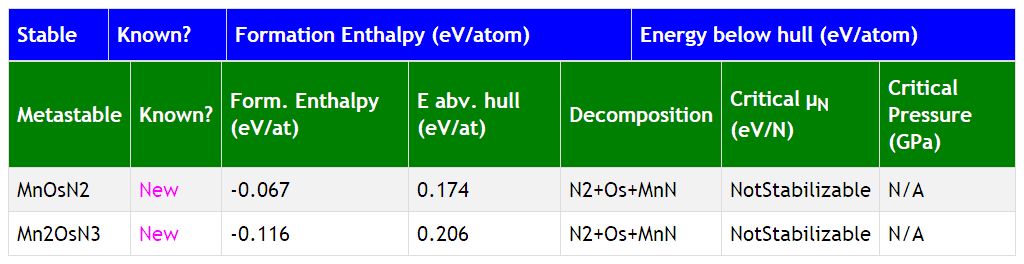 Stable Known? Formation Enthalpy (eV/atom) Energy below hull (eV/atom)
Metastable Known? Form. Enthalpy (eV/at) E abv. hull (eV/at) Decomposition Critical μN (eV/N) Critical Pressure (GPa)
MnOsN2 New -0.067 0.174 N2+Os+MnN NotStabilizable N/A
Mn2OsN3 New -0.116 0.206 N2+Os+MnN NotStabilizable N/A